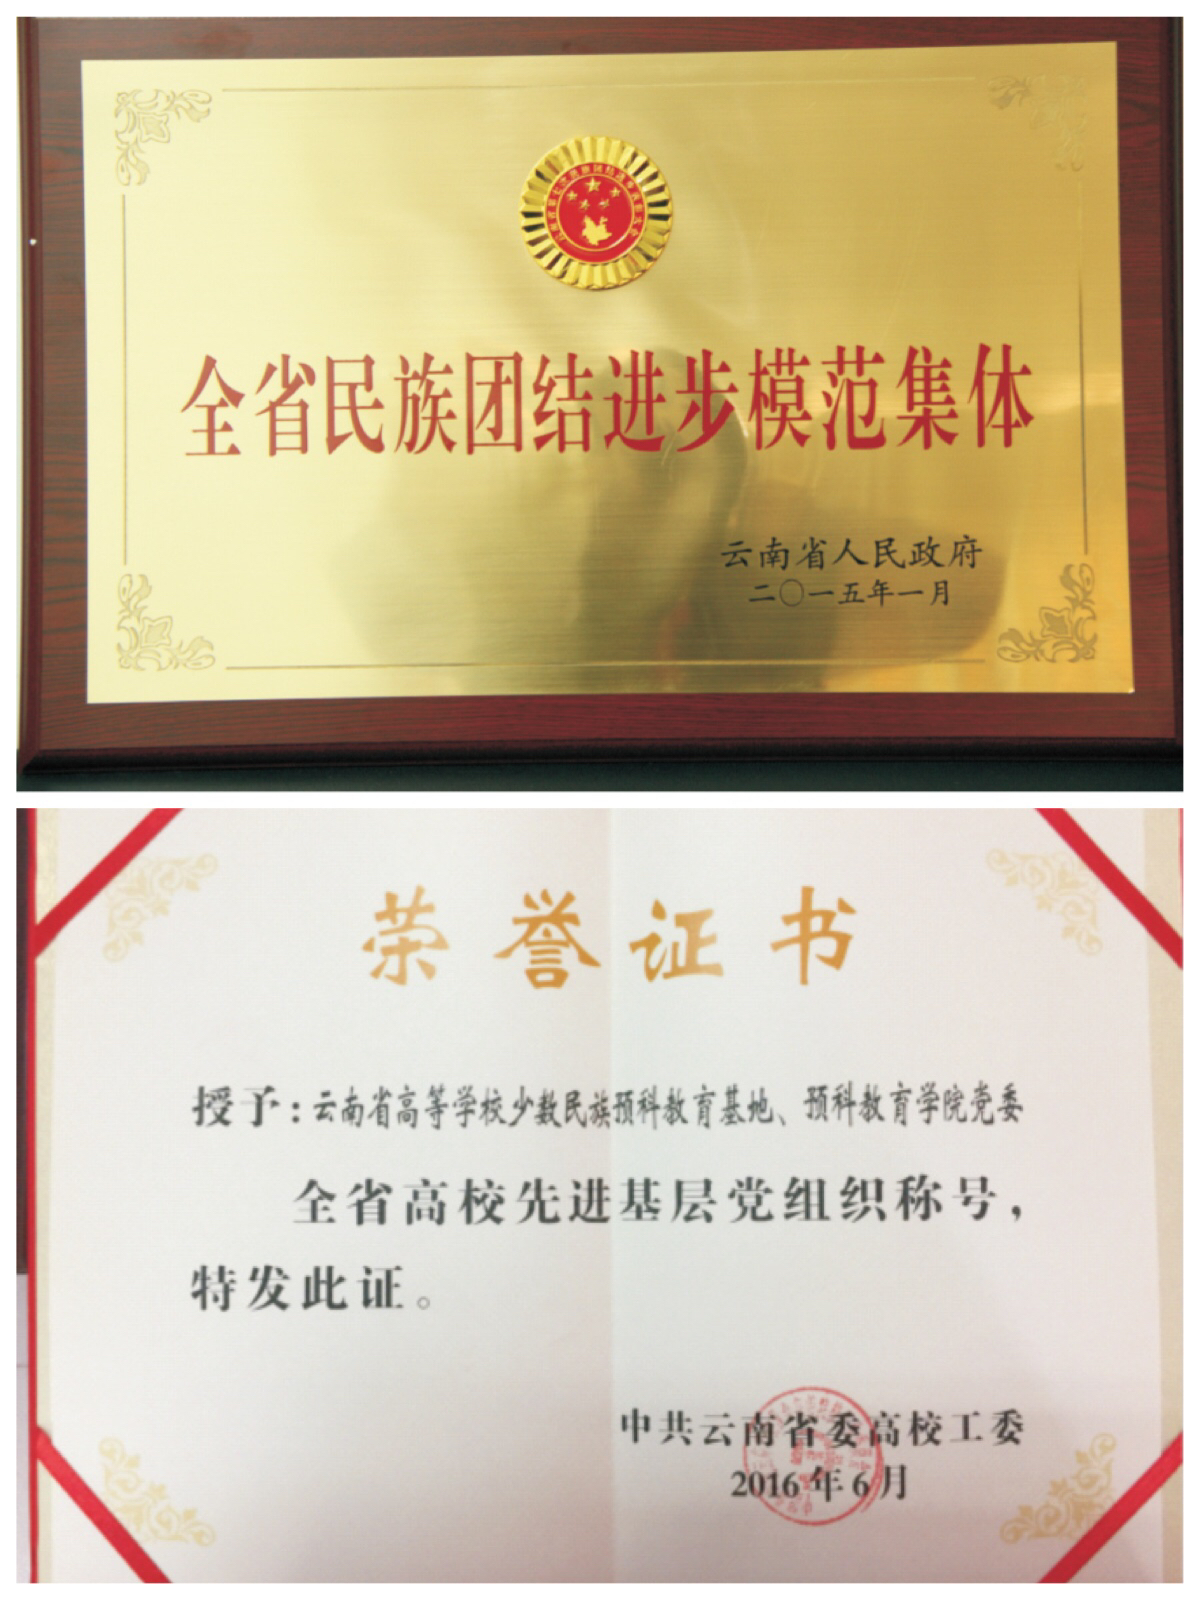 全省民族团结进步模范集体
云南省人民政府
二〇一五年一月
荣誉证书
授予:云南省高等学校少数民族预科教育基地、预科教育学院党委
全省高校先进基层党组织称号,
特发此证。
中共云南省委高校工委
2016年6月